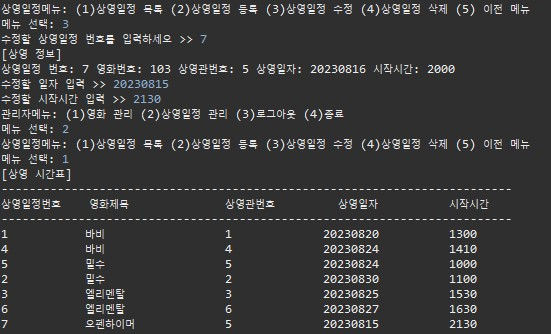 상영일정메뉴: (1)상영일정 목록 (2)상영일정 등록 (3)상영일정 수정 (4)상영일정 삭제 (5) 이전 메뉴
메뉴 선택: 3
수정할 상영일정 번호를 입력하세요 >> 7
[상영 정보]
상영일정 번호: 7 영화번호: 103 상영관번호: 5 상영일자: 20230816 시작시간: 2000
수정할 일자 입력 >> 20230815
수정할 시작시간 입력 >> 2130
관리자메뉴: (1)영화 관리 (2)상영일정 관리 (3)로그아웃 (4)종료
메뉴 선택: 2
상영일정메뉴: (1)상영일정 목록 (2)상영일정 등록 (3)상영일정 수정 (4)상영일정 삭제 (5) 이전 메뉴
메뉴 선택: 1
[상영 시간표]
상영일정번호 영화제목 상영관번호 상영일자 시작시간
1 바비 1 20230820 1300
4 바비 4 20230824 1410
5 밀수 5 20230824 1000
2 밀수 2 20230830 1100
3 엘리멘탈 3 20230825 1530
6 엘리멘탈 6 20230827 1630
7 오펜하이머 5 20230815 2130